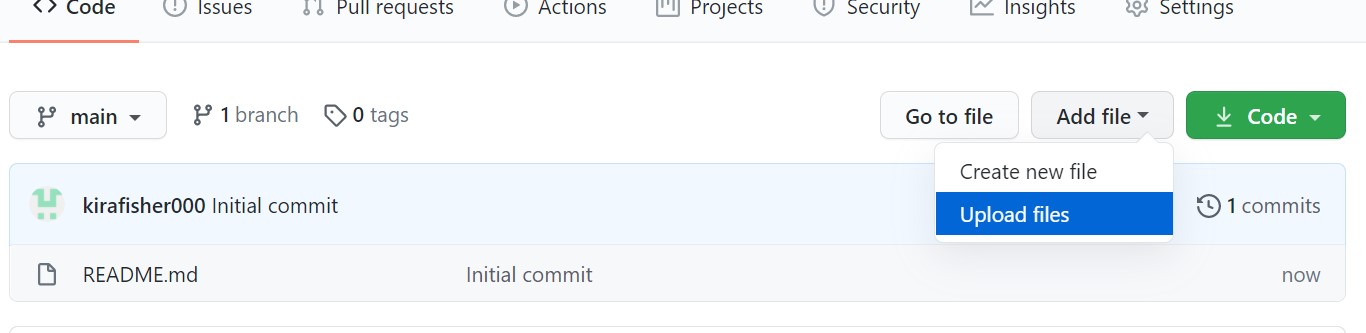 Code Issues Pull requests Actions Projects Security Insights Settings
main 1 branch 0 tags Go to file Add file Code
Create new file
kirafisher000 Initial commit 1 commits
Upload files
README.md Initial commit now